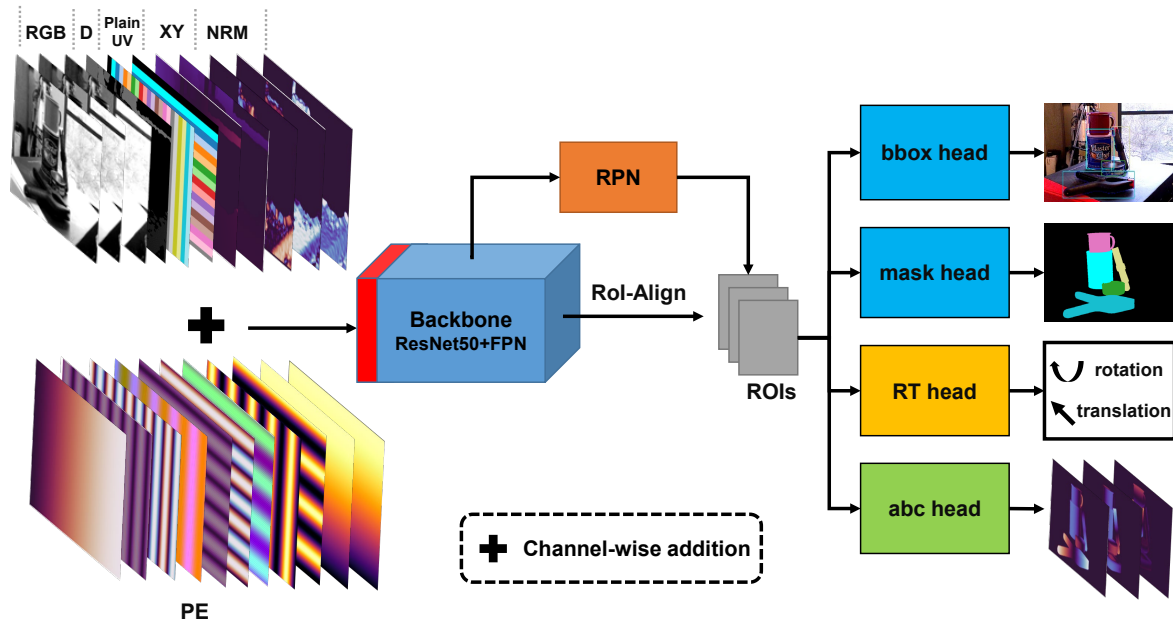 RGB
D
Plain
UV
XY
NRM
RPN
bbox head
mask head
Backbone
ResNet50+FPN
RoI-Align
ROIs
RT head
rotation
translation
abc head
Channel-wise addition
PE